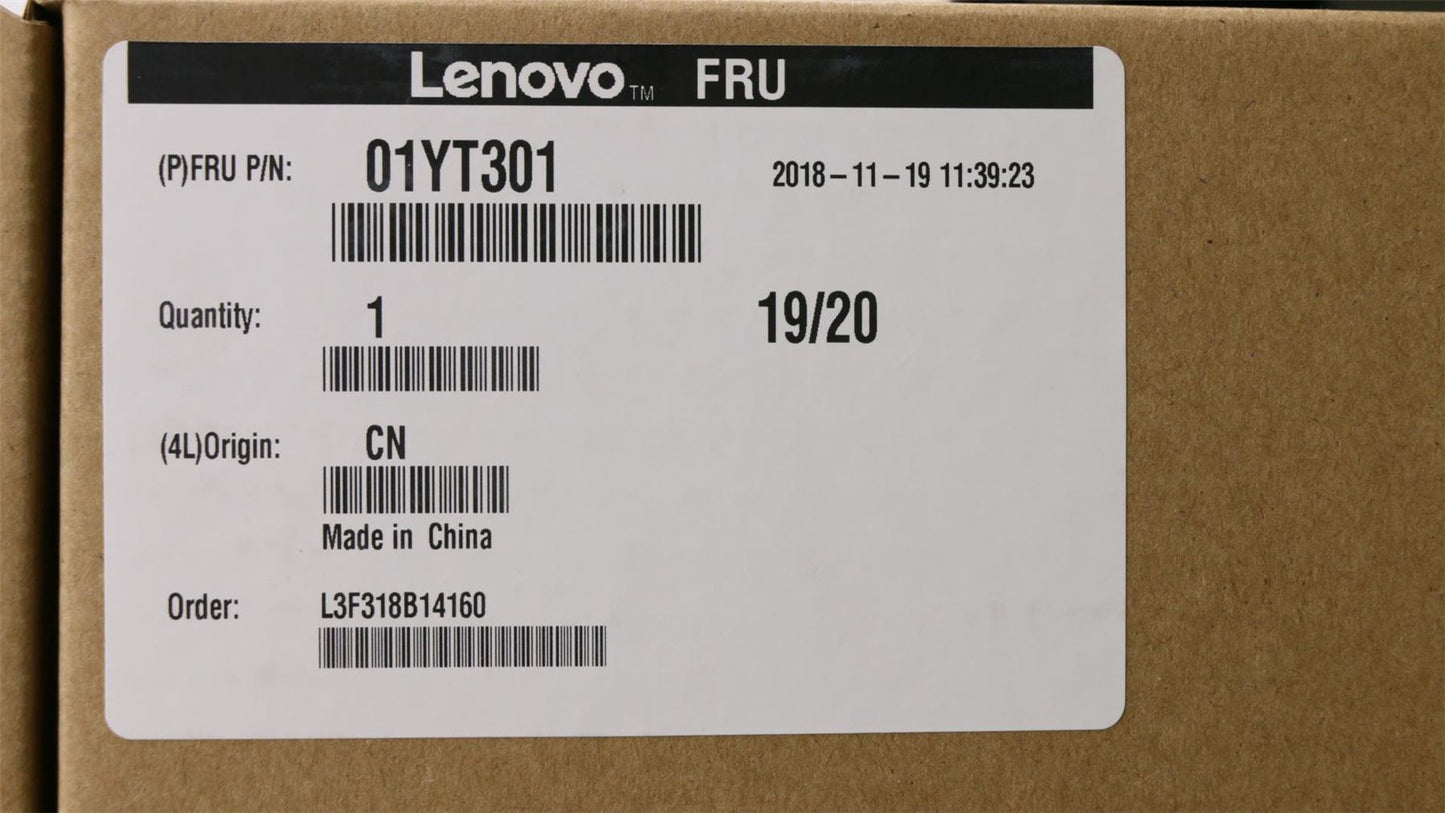 Lenovo™ FRU
(P)FRU P/N: 01YT301 2018-11-19 11:39:23
Quantity: 1 19/20
(4L)Origin: CN
Made in China
Order: L3F318B14160